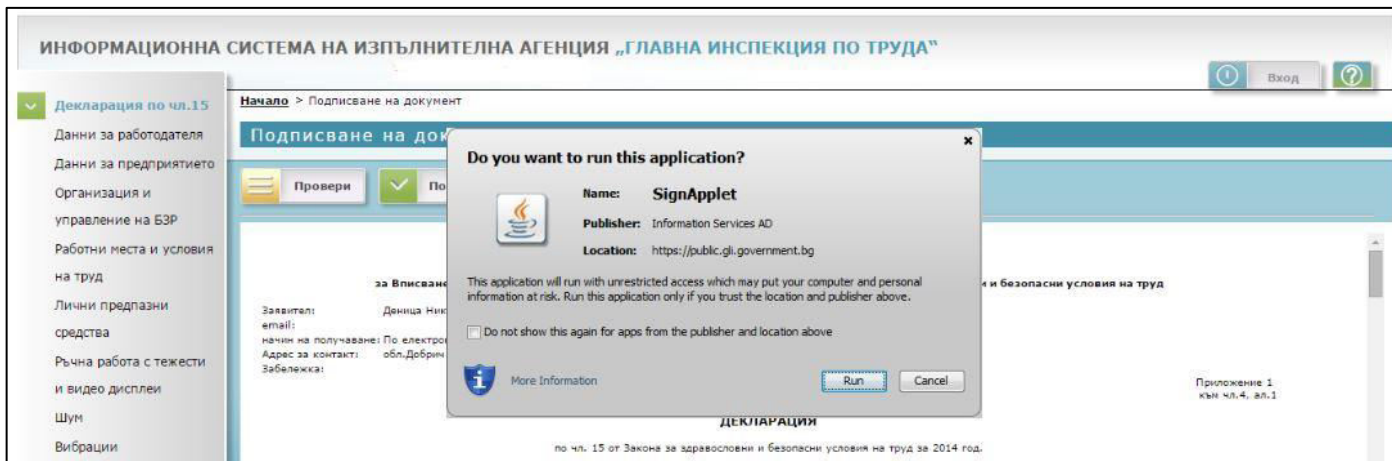 ИНФОРМАЦИОННА СИСТЕМА НА ИЗПЪЛНИТЕЛНА АГЕНЦИЯ „ГЛАВНА ИНСПЕКЦИЯ ПО ТРУДА“
Вход
Декларация по чл.15
Данни за работодателя
Данни за предприятието
Организация и
управление на БЗР
Работни места и условия
на труд
Лични предпазни
средства
Ръчна работа с тежести
и видео дисплеи
Шум
Вибрации
Начало > Подписване на документ
Подписване на док
Провери
По
Do you want to run this application?
Name: SignApplet
Publisher: Information Services AD
Location: https://public.gli.government.bg
This application will run with unrestricted access which may put your computer and personal
information at risk. Run this application only if you trust the location and publisher above.
Do not show this again for apps from the publisher and location above
More Information
Run
Cancel
за Вписване
и и безопасни условия на труд
Заявител: Деница Ник
email:
начин на получаване: По електрон
Адрес за контакт: обл.Добрич
Забележка:
Приложение 1
към чл.4, ал.1
ДЕКЛАРАЦИЯ
по чл. 15 от Закона за здравословни и безопасни условия на труд за 2014 год.